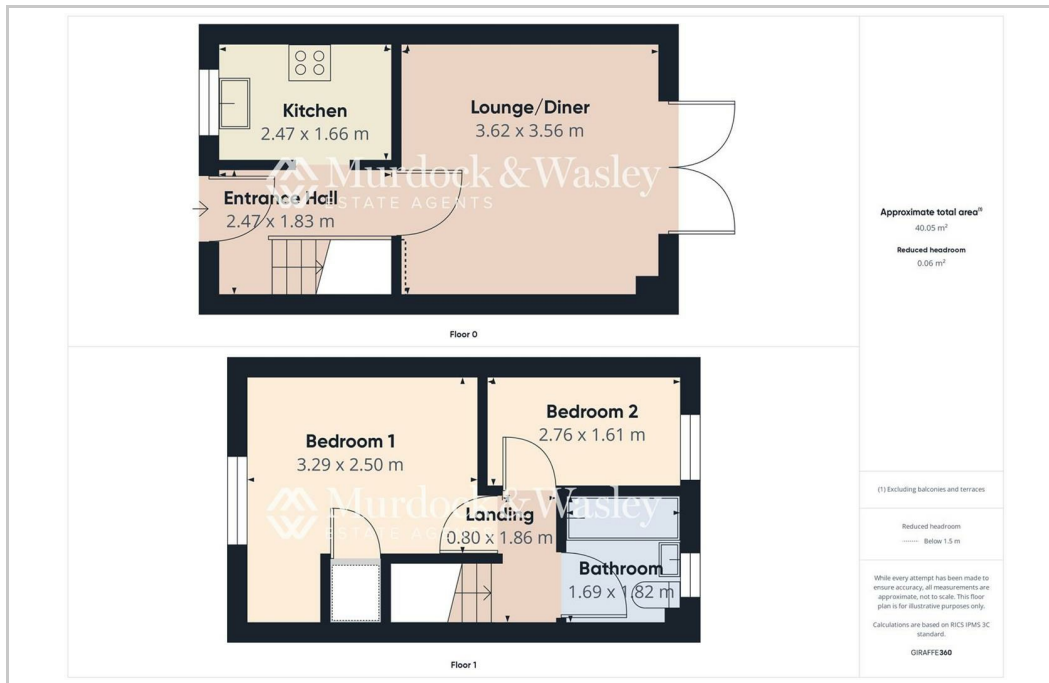 Kitchen
2.47 x 1.66 m
Lounge/Diner
3.62 x 3.56 m
Murdock & Wasley
ESTATE AGENTS
Entrance Hall
2.47 x 1.83 m
Floor 0
Bedroom 1
3.29 x 2.50 m
Bedroom 2
2.76 x 1.61 m
Murdock & Wasley
ESTATE AGENTS
Landing
0.80 x 1.86 m
Bathroom
1.69 x 1.82 m
Floor 1
Approximate total area(1)
40.05 m²
Reduced headroom
0.06 m²
(1) Excluding balconies and terraces
Reduced headroom
........ Below 1.5 m
While every attempt has been made to
ensure accuracy, all measurements are
approximate, not to scale. This floor
plan is for illustrative purposes only.
Calculations are based on RICS IPMS 3C
standard.
GIRAFFE360